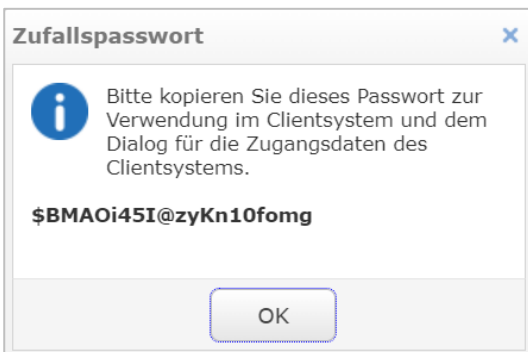 Zufallspasswort
Bitte kopieren Sie dieses Passwort zur
Verwendung im Clientsystem und dem
Dialog für die Zugangsdaten des
Clientsystems.
$BMAOi45I@zyKn10fomg
OK